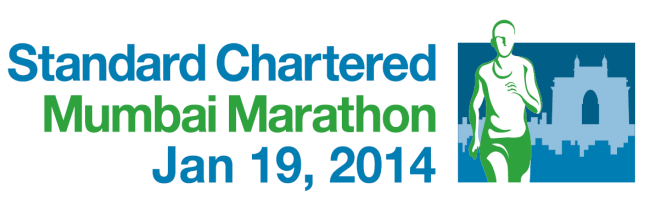 Standard Chartered
Mumbai Marathon
Jan 19, 2014